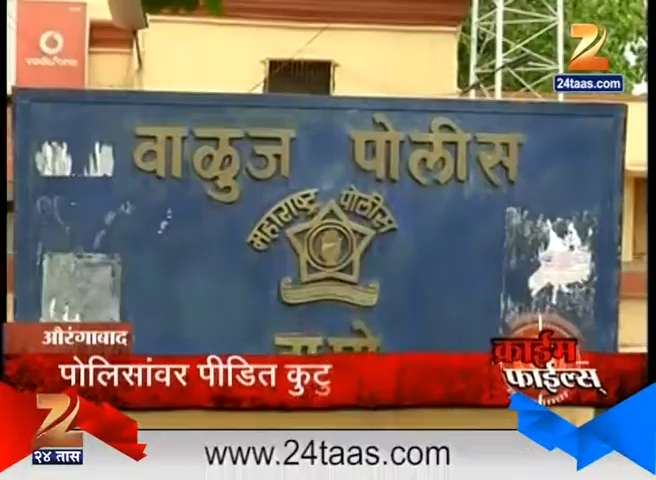 vodafone
24taas.com
वाळुज पोलीस
महाराष्ट्र पोलीस
औरंगाबाद
पोलिसांवर पीडित कुटु
क्राईम
फाईल्स
२४ तास
www.24taas.com